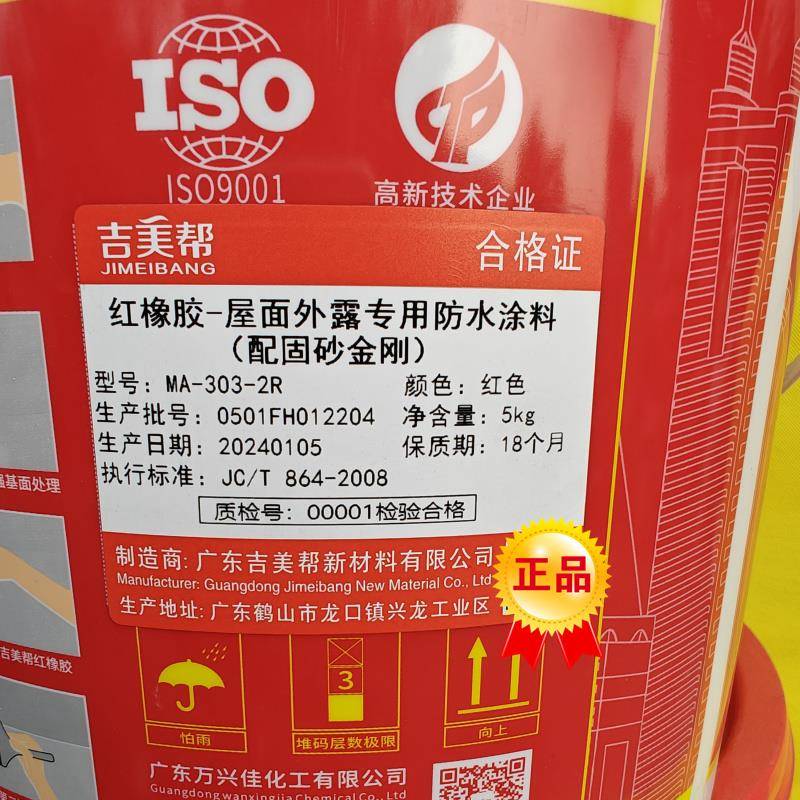 ISO
ISO9001
高新技术企业
吉美帮
JIMEIBANG
合格证
红橡胶-屋面外露专用防水涂料
（配固砂金刚）
型号：MA-303-2R 颜色：红色
生产批号：0501FH012204 净含量：5kg
生产日期：20240105 保质期：18个月
执行标准：JC/T 864-2008
质检号：00001检验合格
制造商：广东吉美帮新材料有限公司
Manufacturer: Guangdong Jimeibang New Material Co., Ltd
生产地址：广东鹤山市龙口镇兴龙工业区
正品
基面处理
吉美帮红橡胶
3
怕雨
堆码层数极限
向上
广东万兴佳化工有限公司
Guangdongwanxingjia Chemical Co., Ltd